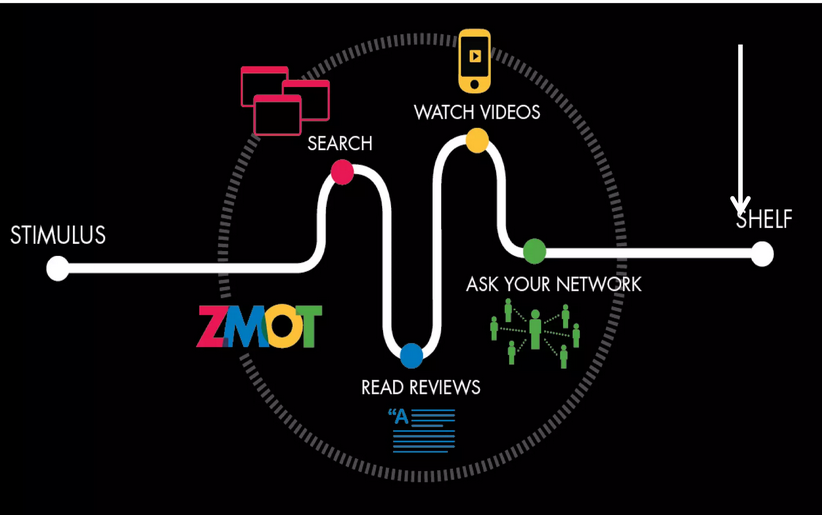 WATCH VIDEOS
SEARCH
SHELF
STIMULUS
ASK YOUR NETWORK
ZMOT
READ REVIEWS
“A